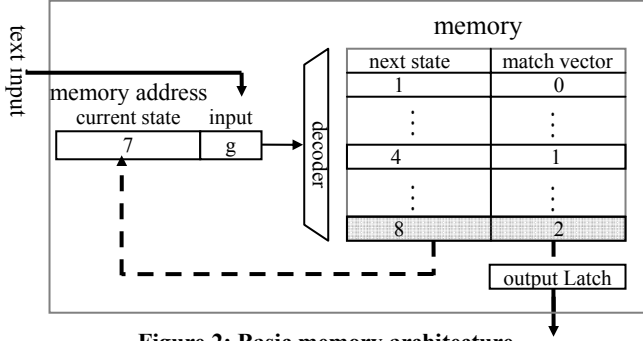 memory
text input
next state match vector
1 0
memory address
current state input
7 g
decoder
⋮ ⋮
4 1
⋮ ⋮
8 2
output Latch
Figure 2: Basic memory architecture